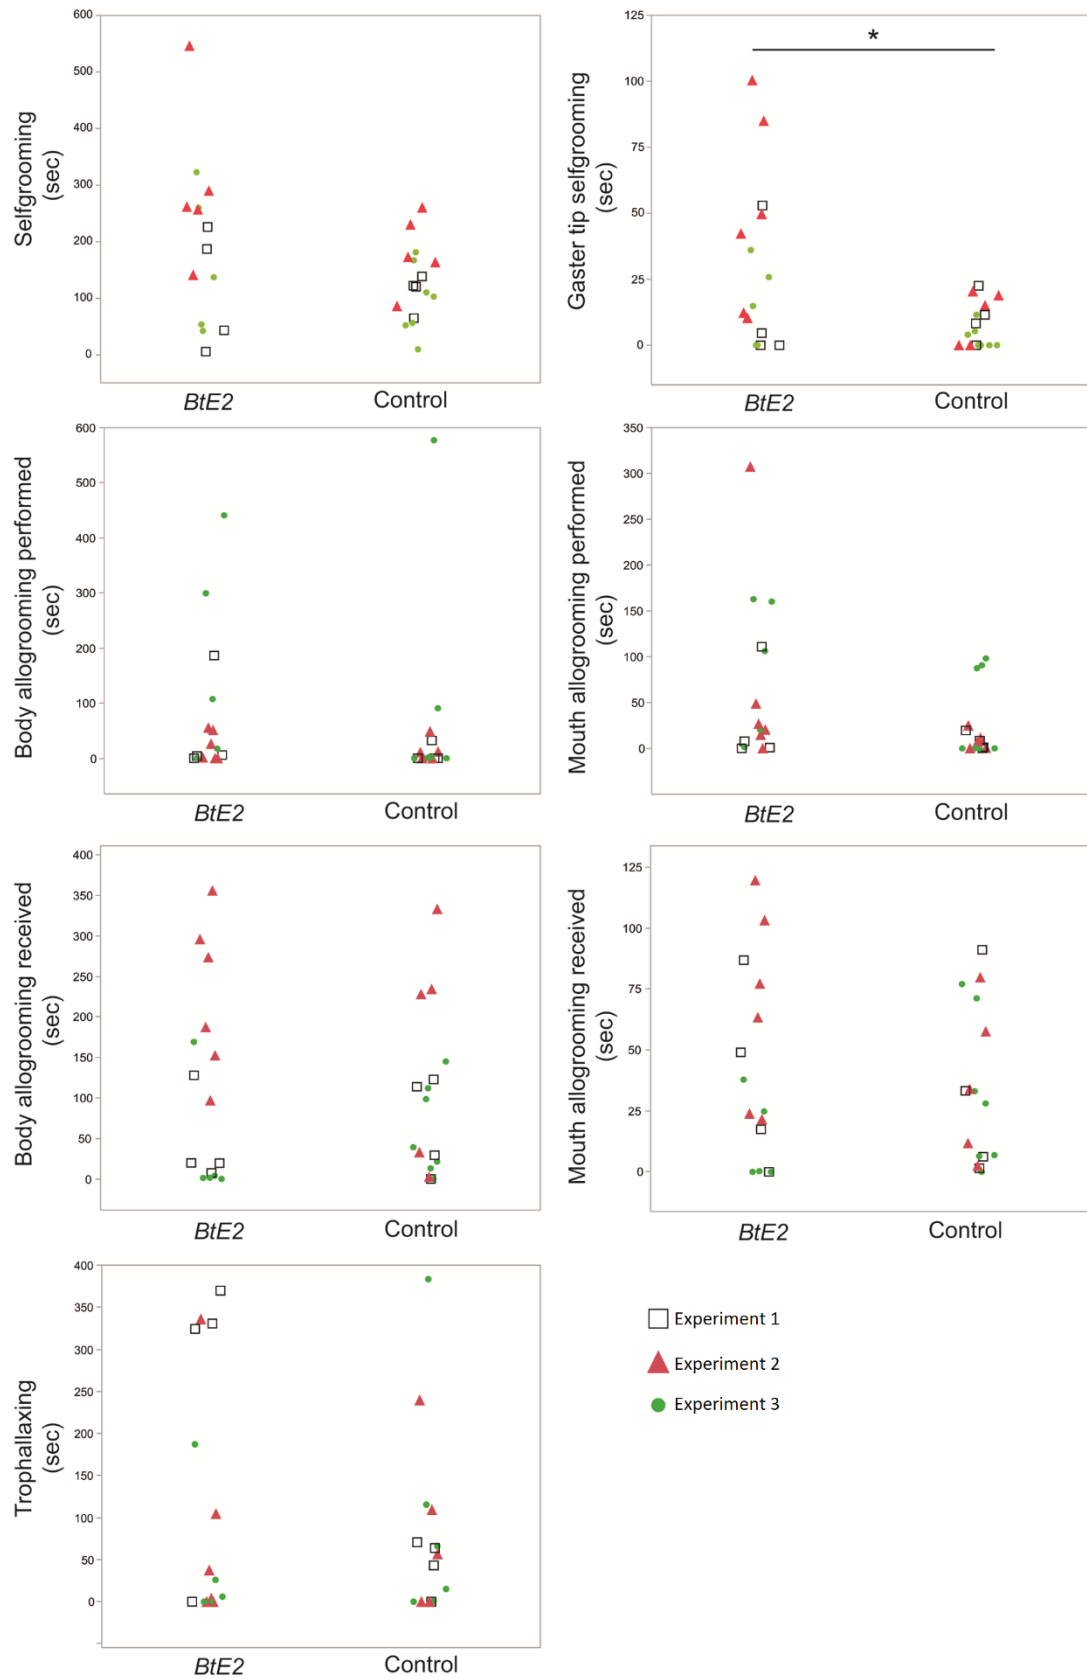 600
500
400
300
200
100
0
Selfgrooming
(sec)
BtE2
Control
125
100
75
50
25
0
Gaster tip selfgrooming
(sec)
*
BtE2
Control
600
500
400
300
200
100
0
Body allogrooming performed
(sec)
BtE2
Control
350
300
250
200
150
100
50
0
Mouth allogrooming performed
(sec)
BtE2
Control
400
350
300
250
200
150
100
50
0
Body allogrooming received
(sec)
BtE2
Control
125
100
75
50
25
0
Mouth allogrooming received
(sec)
BtE2
Control
400
350
300
250
200
150
100
50
0
Trophallaxing
(sec)
BtE2
Control
Experiment 1
Experiment 2
Experiment 3